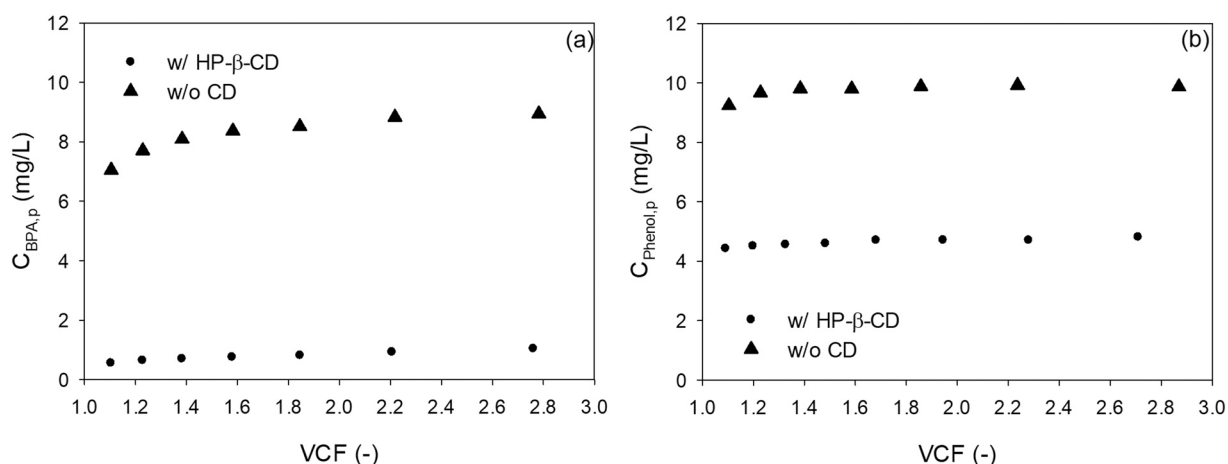 (a)
12
10
8
6
4
2
0
C_BPA,p (mg/L)
w/ HP-β-CD
w/o CD
1.0 1.2 1.4 1.6 1.8 2.0 2.2 2.4 2.6 2.8 3.0
VCF (-)
(b)
12
10
8
6
4
2
0
C_Phenol,p (mg/L)
w/ HP-β-CD
w/o CD
1.0 1.2 1.4 1.6 1.8 2.0 2.2 2.4 2.6 2.8 3.0
VCF (-)